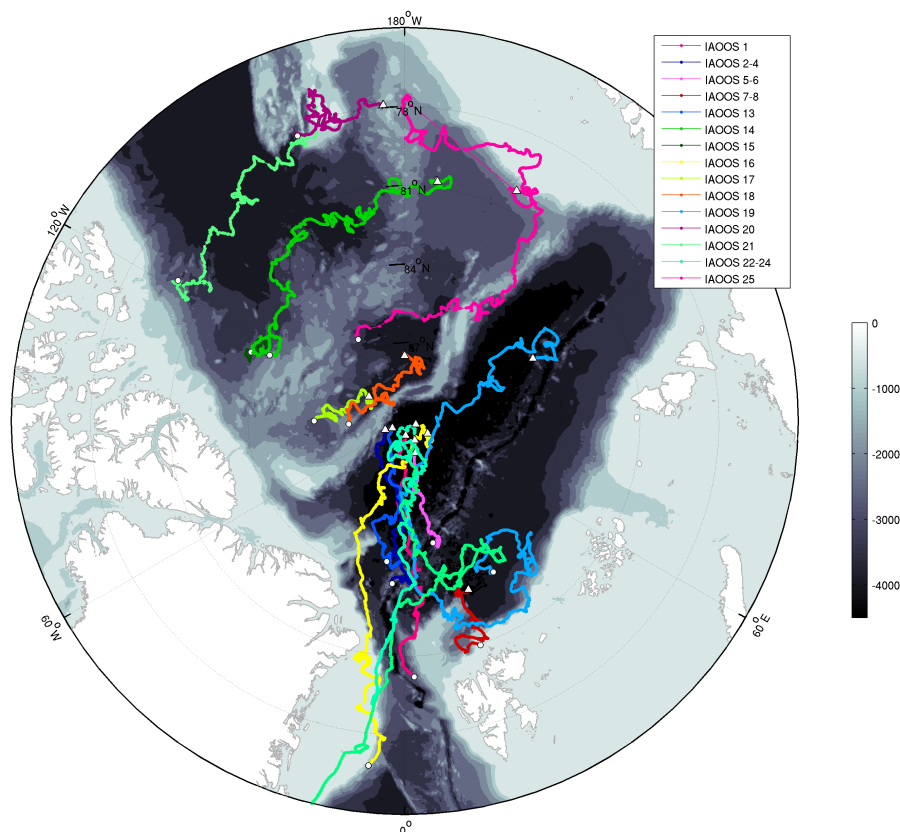 180°W
IAOOS 1
IAOOS 2-4
IAOOS 5-6
IAOOS 7-8
IAOOS 13
IAOOS 14
IAOOS 15
IAOOS 16
IAOOS 17
IAOOS 18
IAOOS 19
IAOOS 20
IAOOS 21
IAOOS 22-24
IAOOS 25
78°N
81°N
120°W
84°N
0
-1000
87°N
-2000
-3000
-4000
60°W
60°E
0°